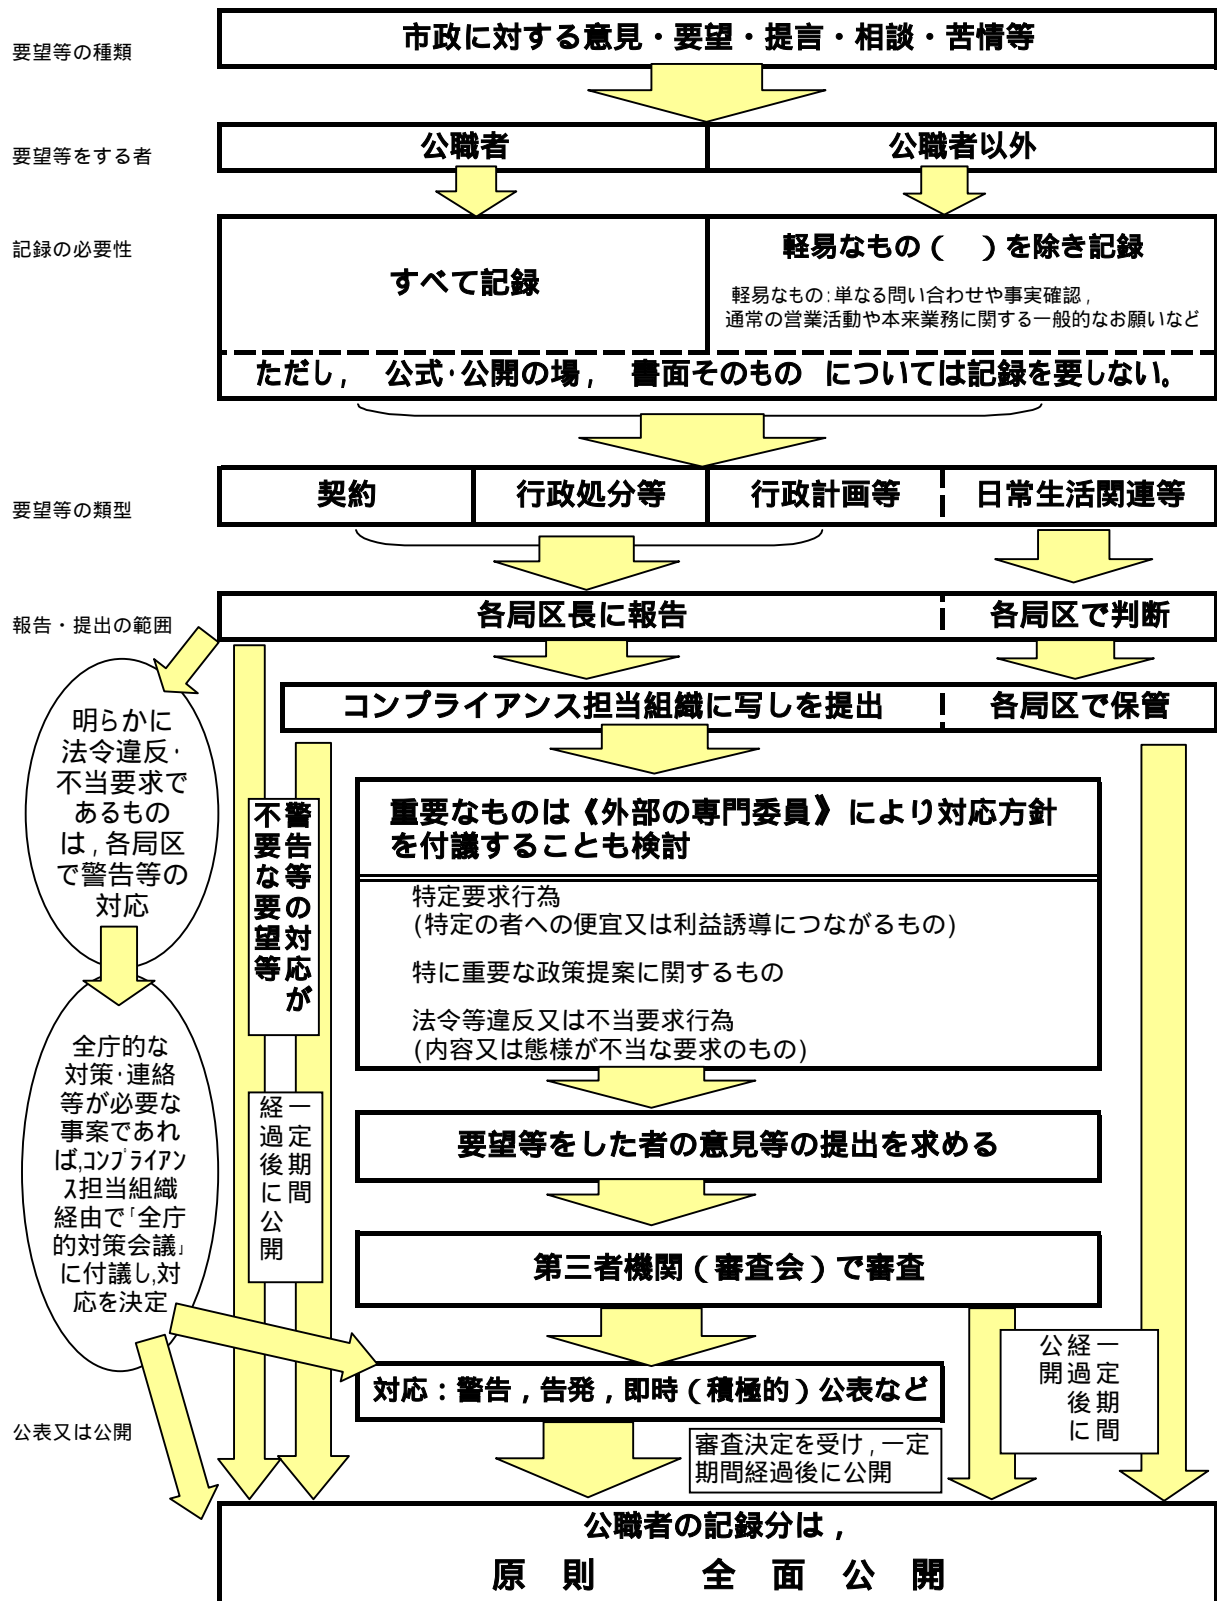 要望等の種類
市政に対する意見・要望・提言・相談・苦情等
要望等をする者
公職者
公職者以外
記録の必要性
すべて記録
軽易なもの（　）を除き記録
軽易なもの：単なる問い合わせや事実確認，
通常の営業活動や本来業務に関する一般的なお願いなど
ただし，　公式・公開の場，　書面そのもの　については記録を要しない。
要望等の類型
契約
行政処分等
行政計画等
日常生活関連等
報告・提出の範囲
各局区長に報告
各局区で判断
コンプライアンス担当組織に写しを提出
各局区で保管
明らかに
法令違反・
不当要求で
あるもの
は，各局区
で警告等の
対応
警告等の対応が
不要な要望等
重要なものは《外部の専門委員》により対応方針
を付議することも検討
特定要求行為
(特定の者への便宜又は利益誘導につながるもの)
特に重要な政策提案に関するもの
法令等違反又は不当要求行為
(内容又は態様が不当な要求のもの)
全庁的な
対策・連絡
等が必要な
事案であれ
ば，コンプライアン
ス担当組織
経由で「全庁
的対策会議」
に付議し，対
応を決定
一定期間
経過後に公開
要望等をした者の意見等の提出を求める
第三者機関（審査会）で審査
一定期間
経過後に
公開
対応：警告，告発，即時（積極的）公表など
公表又は公開
審査決定を受け，一定
期間経過後に公開
公職者の記録分は，
原則　全面公開